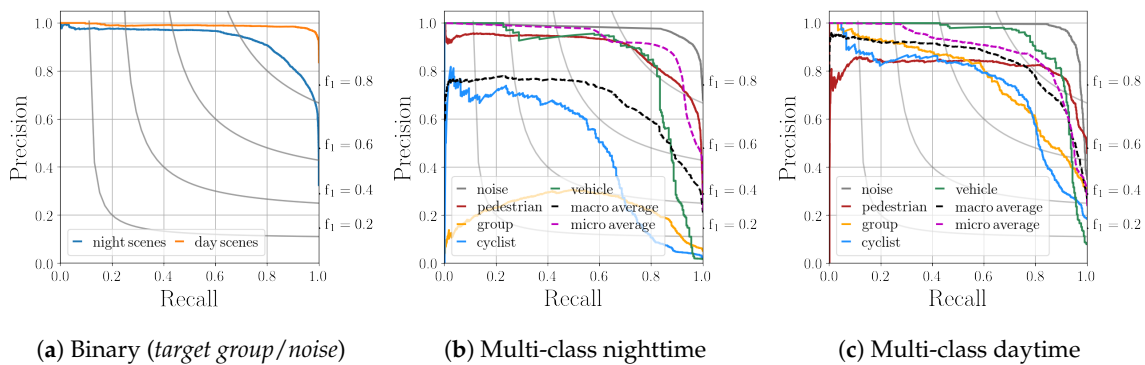 1.0
0.8
0.6
0.4
0.2
0.0
Precision
0.0 0.2 0.4 0.6 0.8 1.0
Recall
f₁ = 0.8
f₁ = 0.6
f₁ = 0.4
f₁ = 0.2
night scenes day scenes
(a) Binary (target group/noise)
1.0
0.8
0.6
0.4
0.2
0.0
Precision
0.0 0.2 0.4 0.6 0.8 1.0
Recall
f₁ = 0.8
f₁ = 0.6
f₁ = 0.4
f₁ = 0.2
noise vehicle
pedestrian macro average
group micro average
cyclist
(b) Multi-class nighttime
1.0
0.8
0.6
0.4
0.2
0.0
Precision
0.0 0.2 0.4 0.6 0.8 1.0
Recall
f₁ = 0.8
f₁ = 0.6
f₁ = 0.4
f₁ = 0.2
noise vehicle
pedestrian macro average
group micro average
cyclist
(c) Multi-class daytime